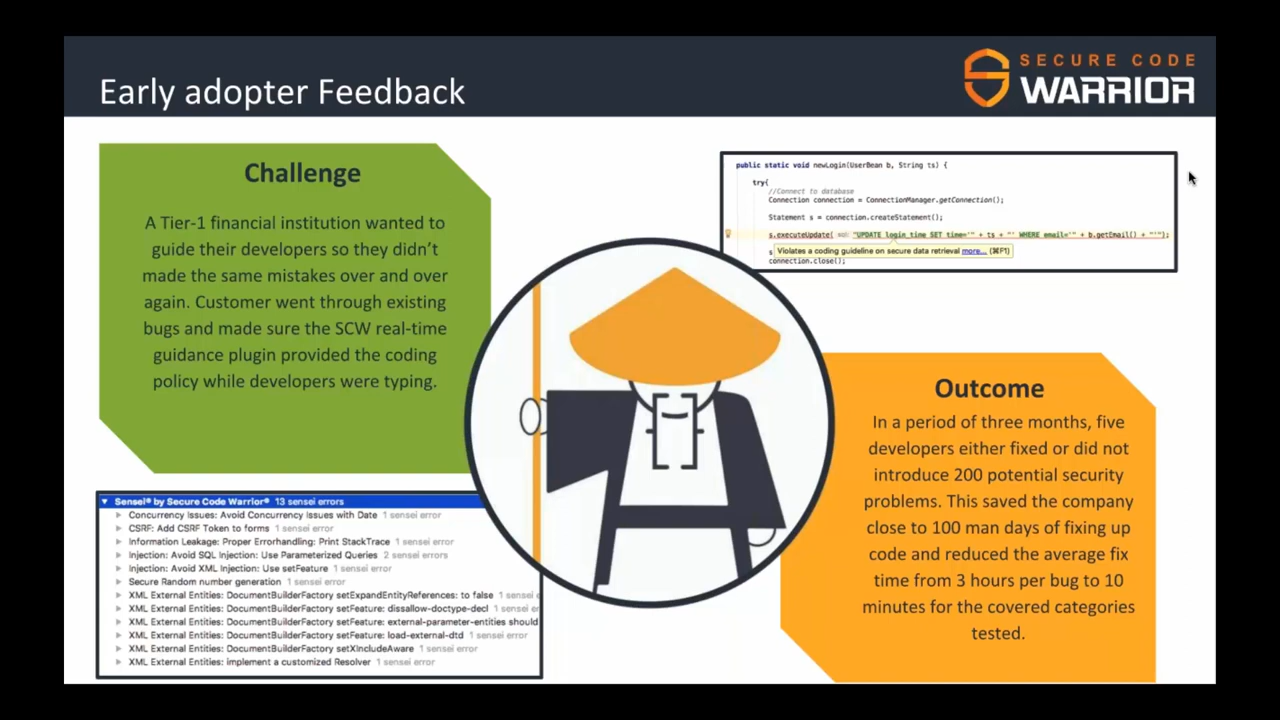 Early adopter Feedback
SECURE CODE
WARRIOR
Challenge
A Tier-1 financial institution wanted to
guide their developers so they didn't
made the same mistakes over and over
again. Customer went through existing
bugs and made sure the SCW real-time
guidance plugin provided the coding
policy while developers were typing.
public static void newLogin(UserBean b, String ts) {
try{
//Connect to database
Connection connection = ConnectionManager.getConnection();
Statement s = connection.createStatement();
s.executeUpdate( sql: "UPDATE login_time SET time='" + ts + "' WHERE email='" + b.getEmail() + "'");
s
Violates a coding guideline on secure data retrieval more... (⌘F1)
connection.close();
Outcome
In a period of three months, five
developers either fixed or did not
introduce 200 potential security
problems. This saved the company
close to 100 man days of fixing up
code and reduced the average fix
time from 3 hours per bug to 10
minutes for the covered categories
tested.
Sensei® by Secure Code Warrior® 13 sensei errors
Concurrency Issues: Avoid Concurrency Issues with Date 1 sensei error
CSRF: Add CSRF Token to forms 1 sensei error
Information Leakage: Proper Errorhandling: Print StackTrace 1 sensei error
Injection: Avoid SQL Injection: Use Parameterized Queries 2 sensei errors
Injection: Avoid XML Injection: Use setFeature 1 sensei error
Secure Random number generation 1 sensei error
XML External Entities: DocumentBuilderFactory setExpandEntityReferences: to false 1 sensei e
XML External Entities: DocumentBuilderFactory setFeature: dissallow-doctype-decl 1 sensei er
XML External Entities: DocumentBuilderFactory setFeature: external-parameter-entities should
XML External Entities: DocumentBuilderFactory setFeature: load-external-dtd 1 sensei error
XML External Entities: DocumentBuilderFactory setXIncludeAware 1 sensei error
XML External Entities: implement a customized Resolver 1 sensei error